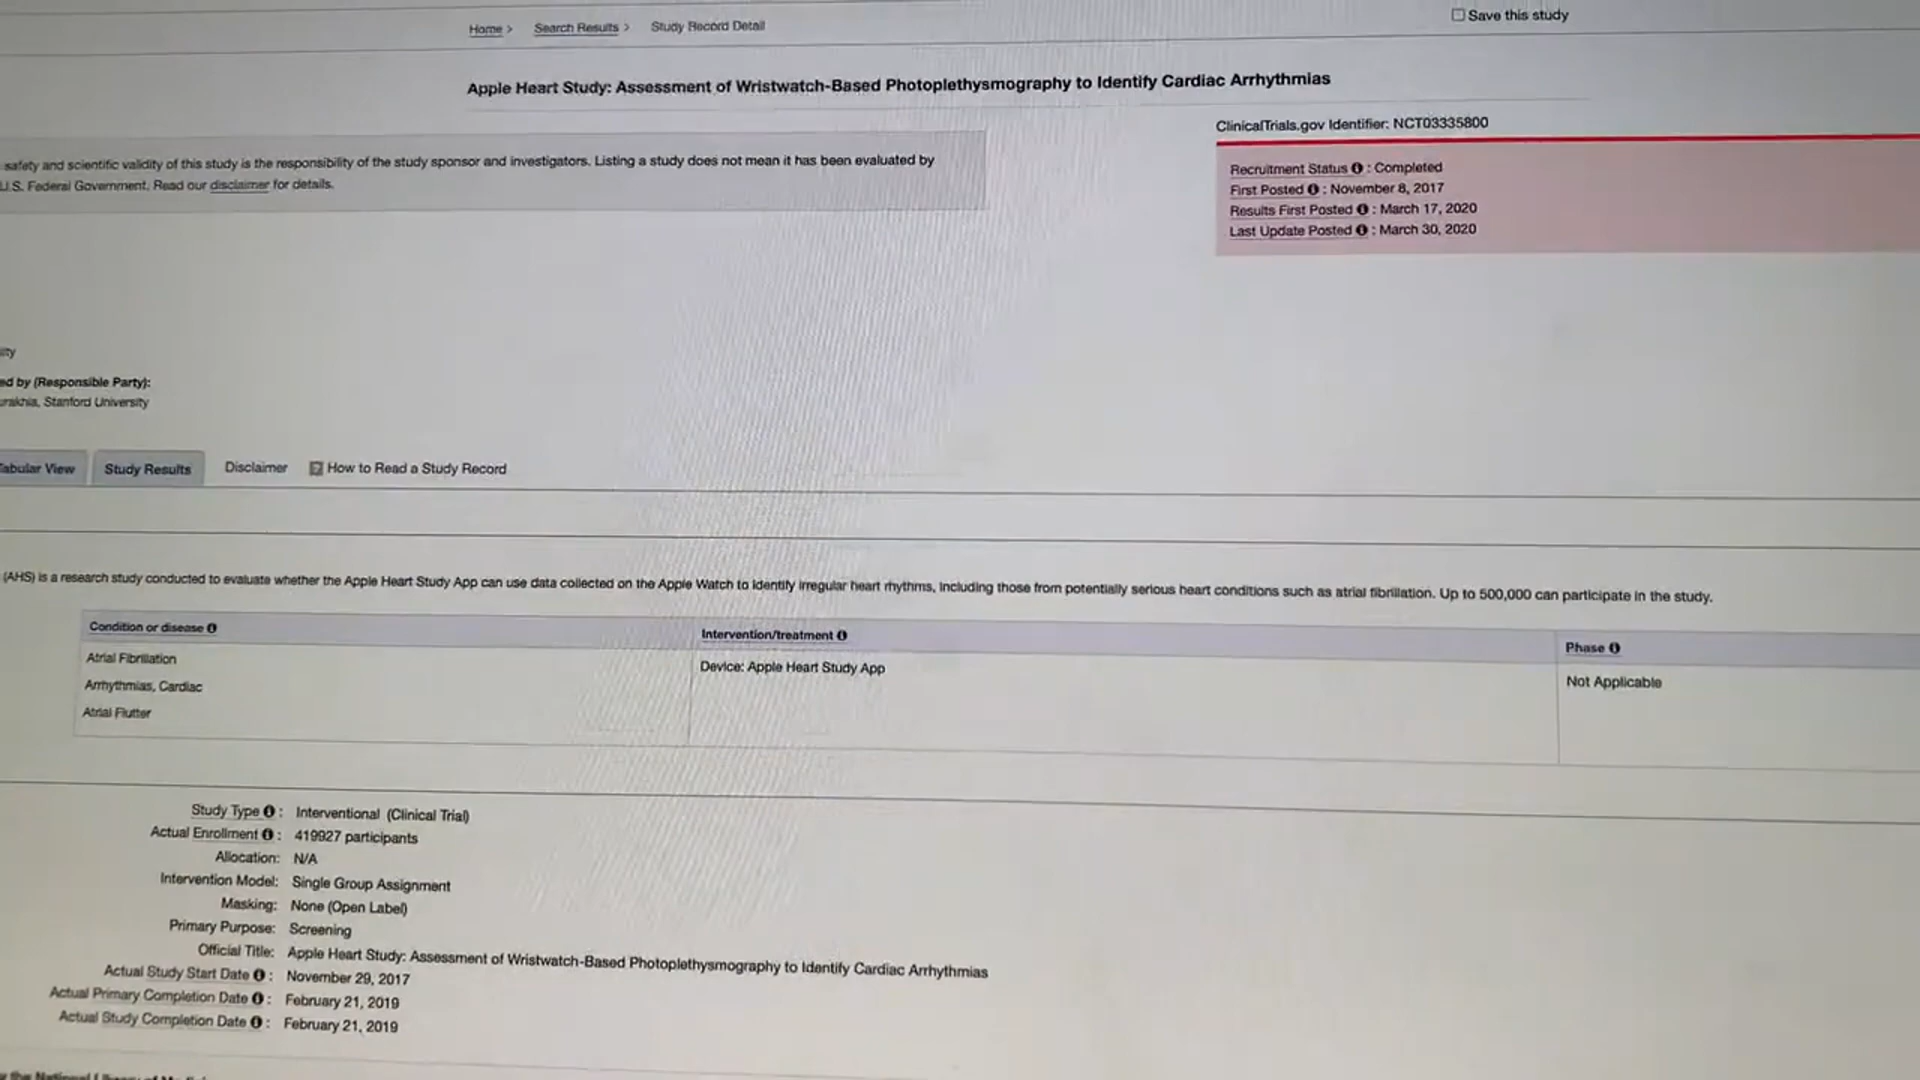 Home > Search Results > Study Record Detail
Save this study
Apple Heart Study: Assessment of Wristwatch-Based Photoplethysmography to Identify Cardiac Arrhythmias
ClinicalTrials.gov Identifier: NCT03335800
safety and scientific validity of this study is the responsibility of the study sponsor and investigators. Listing a study does not mean it has been evaluated by
U.S. Federal Government. Read our disclaimer for details.
Recruitment Status : Completed
First Posted : November 8, 2017
Results First Posted : March 17, 2020
Last Update Posted : March 30, 2020
by (Responsible Party):
Stanford University
Tabular View Study Results Disclaimer How to Read a Study Record
(AHS) is a research study conducted to evaluate whether the Apple Heart Study App can use data collected on the Apple Watch to identify irregular heart rhythms, including those from potentially serious heart conditions such as atrial fibrillation. Up to 500,000 can participate in the study.
Condition or disease Intervention/treatment Phase
Atrial Fibrillation Device: Apple Heart Study App Not Applicable
Arrhythmias, Cardiac
Atrial Flutter
Study Type : Interventional (Clinical Trial)
Actual Enrollment : 419927 participants
Allocation: N/A
Intervention Model: Single Group Assignment
Masking: None (Open Label)
Primary Purpose: Screening
Official Title: Apple Heart Study: Assessment of Wristwatch-Based Photoplethysmography to Identify Cardiac Arrhythmias
Actual Study Start Date : November 29, 2017
Actual Primary Completion Date : February 21, 2019
Actual Study Completion Date : February 21, 2019